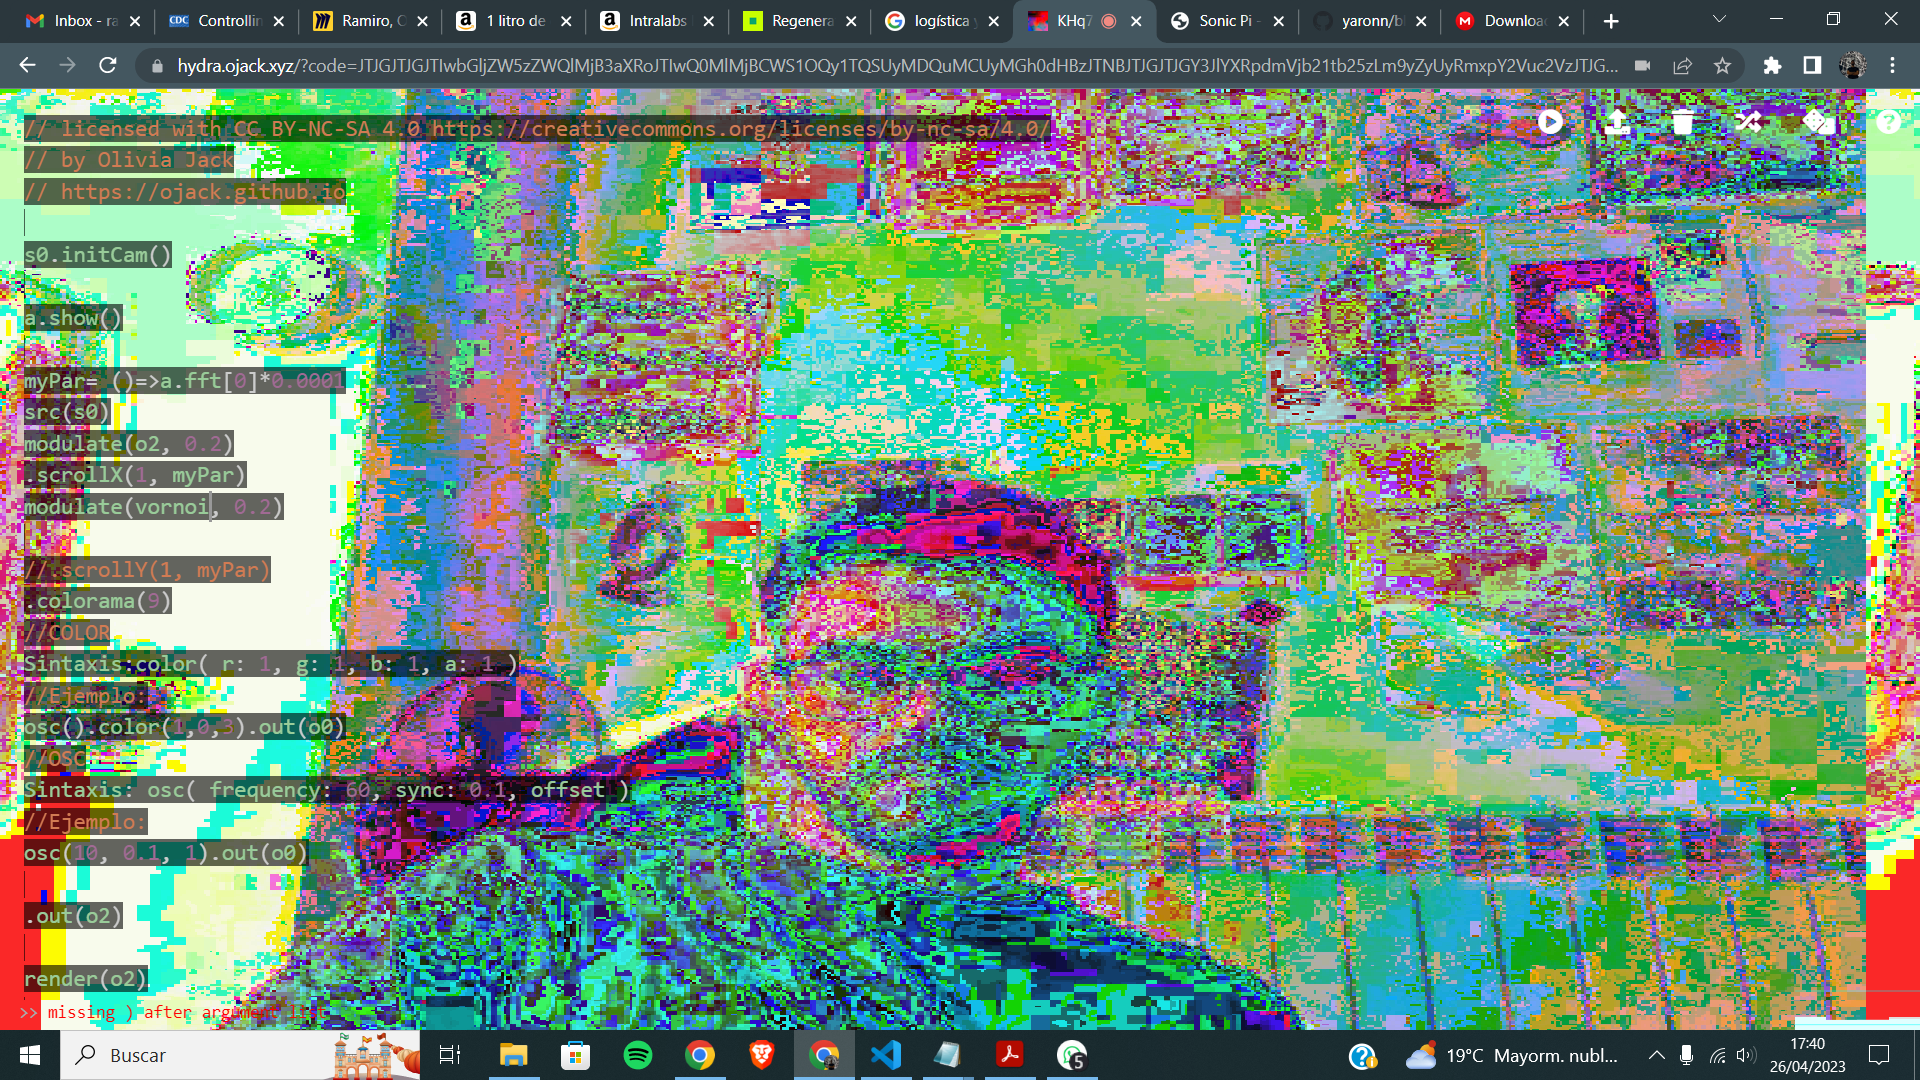 Inbox - ra
Controllin
Ramiro, C
1 litro de
Intralabs
Regenera
logística y
KHq7
Sonic Pi -
yaronn/bl
Downloa
hydra.ojack.xyz/?code=
// licensed with CC BY-NC-SA 4.0 https://creativecommons.org/licenses/by-nc-sa/4.0/
// by Olivia Jack
// https://ojack.github.io
s0.initCam()
a.show()
myPar= ()=>a.fft[0]*0.0001
src(s0)
modulate(o2, 0.2)
.scrollX(1, myPar)
modulate(vornoi, 0.2)
// scrollY(1, myPar)
.colorama(9)
//COLOR
Sintaxis:color( r: 1, g: 1, b: 1, a: 1 )
//Ejemplo:
osc().color(1,0,3).out(o0)
//OSC
Sintaxis: osc( frequency: 60, sync: 0.1, offset )
//Ejemplo:
osc(10, 0.1, 1).out(o0)
.out(o2)
render(o2)
>> missing ) after argument list
Buscar
19°C Mayorm. nubl...
17:40
26/04/2023